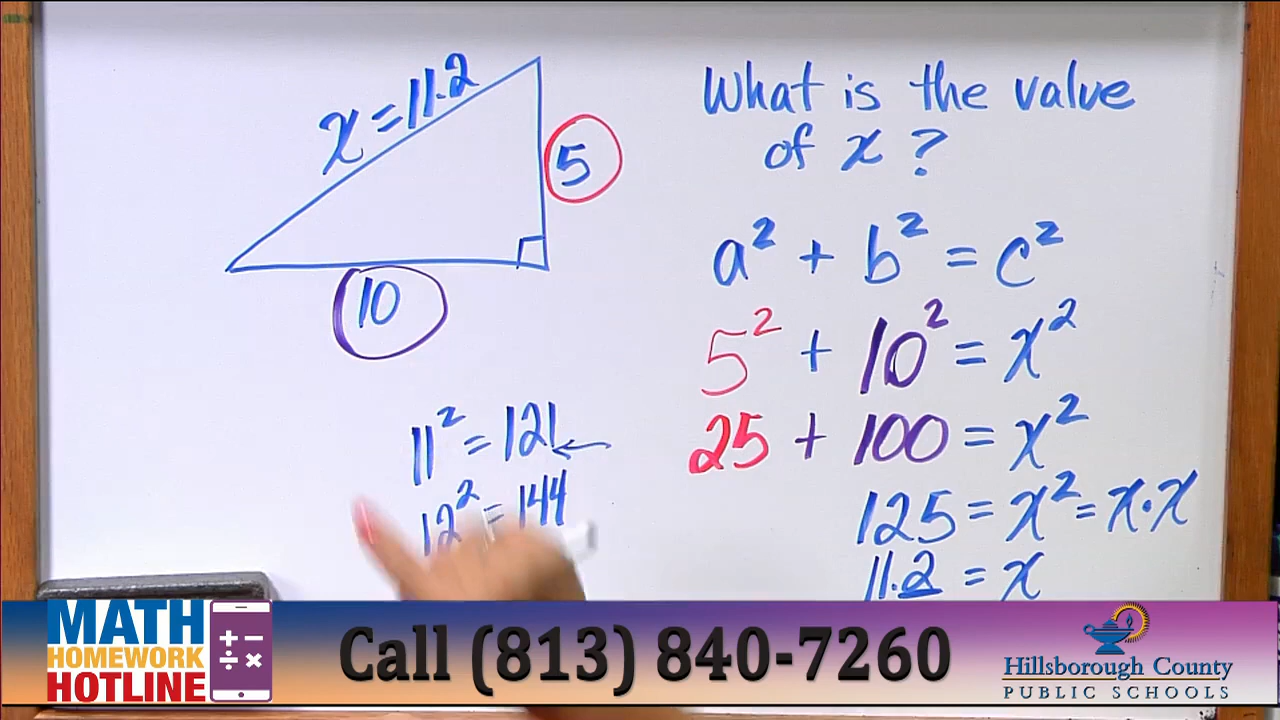 x = 11.2
5
10
What is the value
of x ?
a² + b² = c²
5² + 10² = x²
25 + 100 = x²
125 = x² = x · x
11.2 = x
11² = 121 ←
12² = 144
MATH
HOMEWORK
HOTLINE
+ −
÷ ×
Call (813) 840-7260
Hillsborough County
PUBLIC SCHOOLS